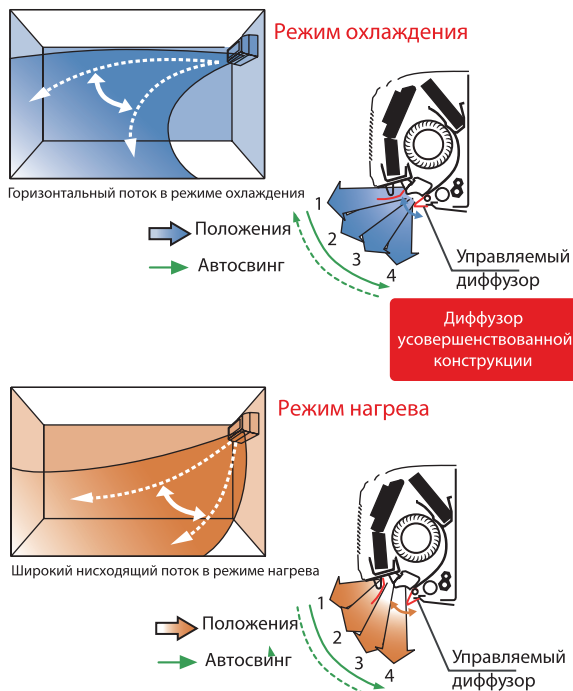 Режим охлаждения
Горизонтальный поток в режиме охлаждения
1
2
3
4
Положения
Автосвинг
Управляемый
диффузор
Диффузор
усовершенствованной
конструкции
Режим нагрева
Широкий нисходящий поток в режиме нагрева
1
2
3
4
Положения
Автосвинг
Управляемый
диффузор